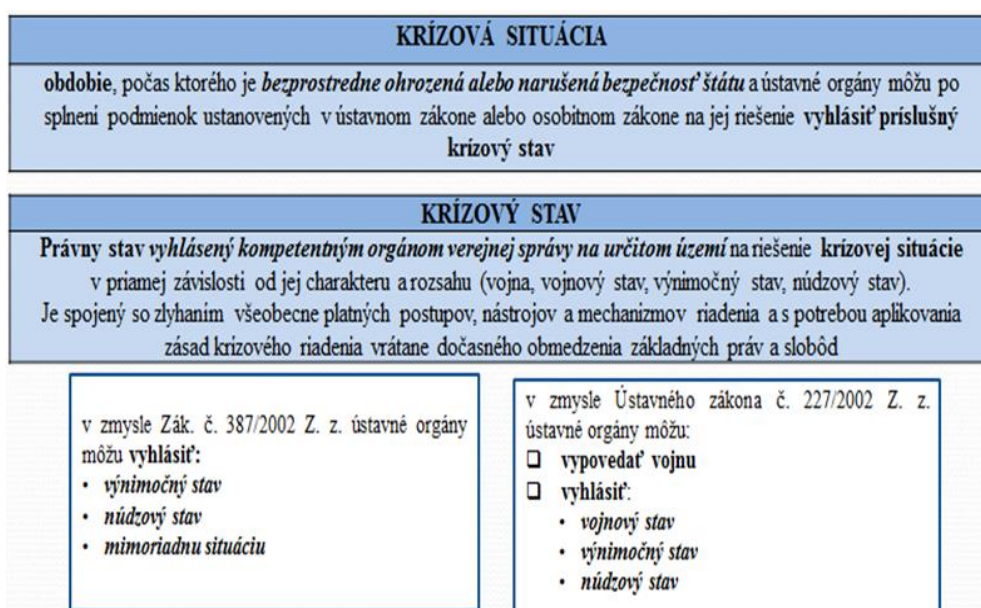 KRÍZOVÁ SITUÁCIA
obdobie, počas ktorého je bezprostredne ohrozená alebo narušená bezpečnosť štátu a ústavné orgány môžu po
splnení podmienok ustanovených v ústavnom zákone alebo osobitnom zákone na jej riešenie vyhlásiť príslušný
krízový stav
KRÍZOVÝ STAV
Právny stav vyhlásený kompetentným orgánom verejnej správy na určitom území na riešenie krízovej situácie
v priamej závislosti od jej charakteru a rozsahu (vojna, vojnový stav, výnimočný stav, núdzový stav).
Je spojený so zlyhaním všeobecne platných postupov, nástrojov a mechanizmov riadenia a s potrebou aplikovania
zásad krizového riadenia vrátane dočasného obmedzenia základných práv a slobôd
v zmysle Zák. č. 387/2002 Z. z. ústavné orgány
môžu vyhlásiť:
• výnimočný stav
• núdzový stav
• mimoriadnu situáciu
v zmysle Ústavného zákona č. 227/2002 Z. z.
ústavné orgány môžu:
❑ vypovedať vojnu
❑ vyhlásiť:
• vojnový stav
• výnimočný stav
• núdzový stav